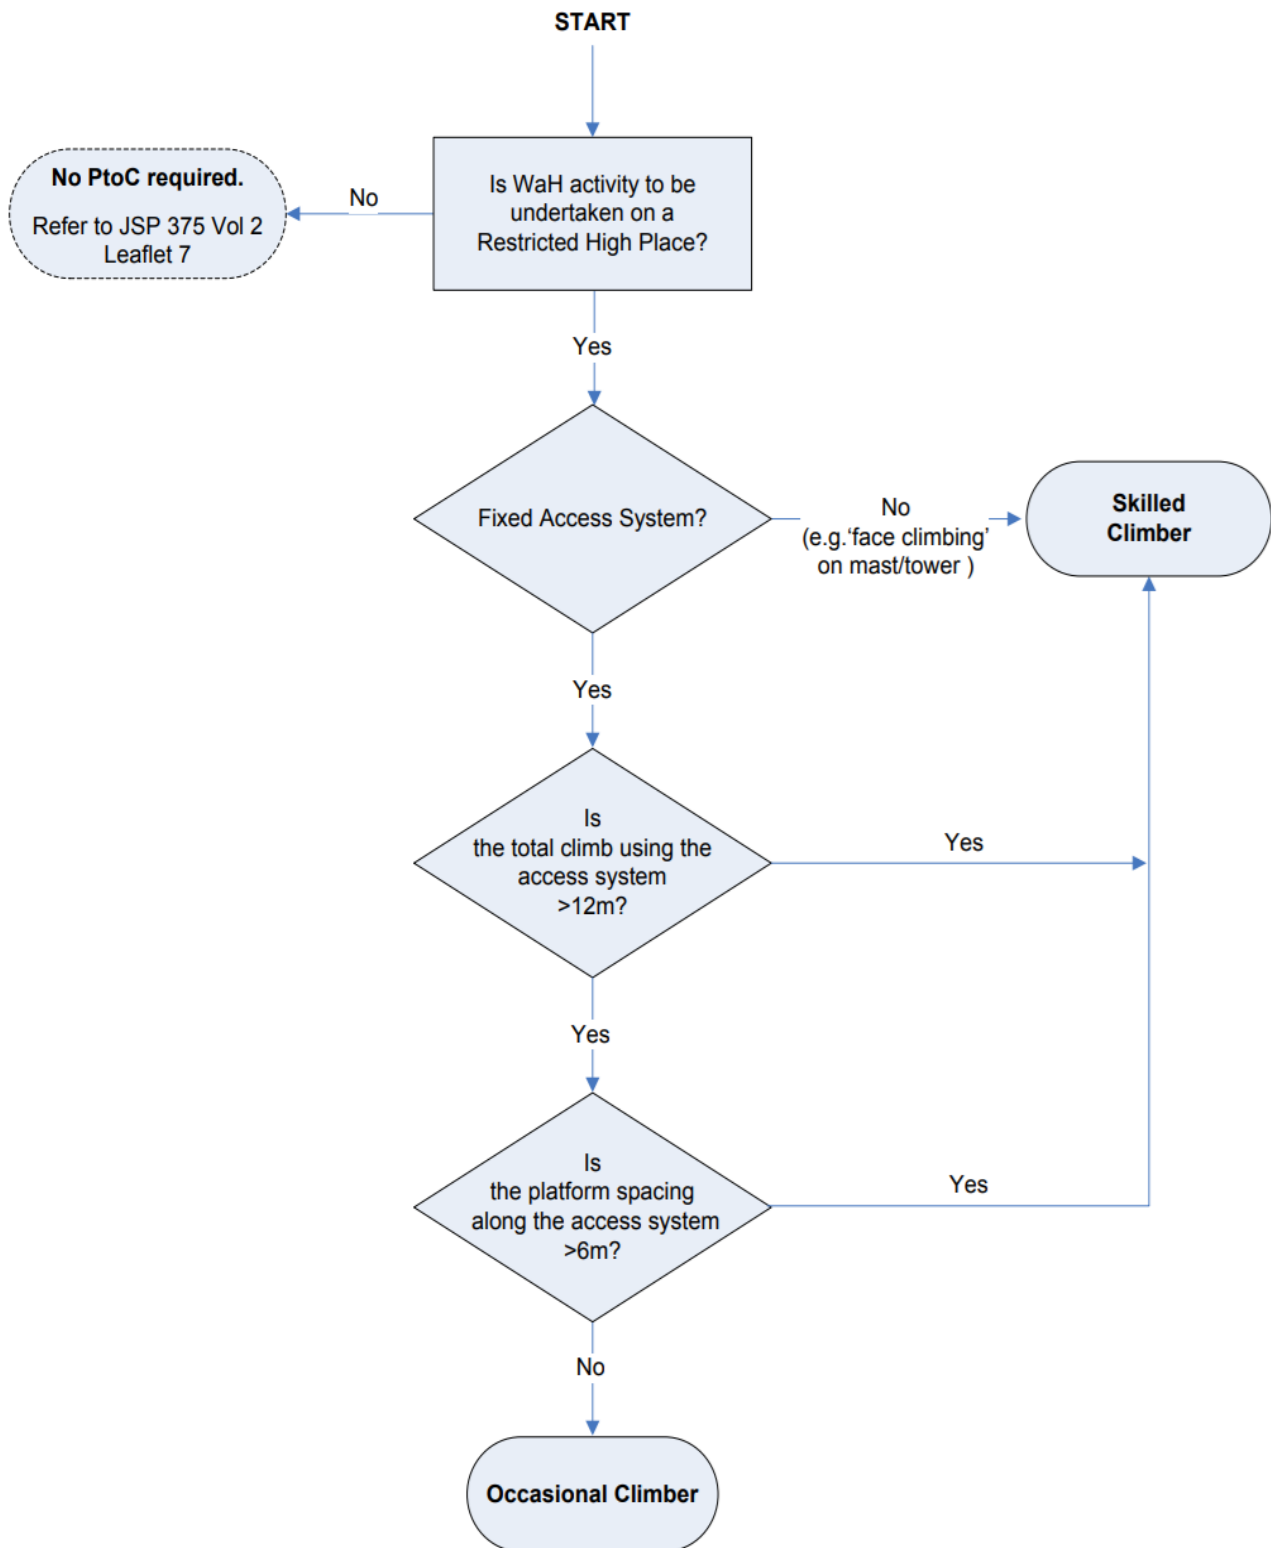 START
No PtoC required.
Refer to JSP 375 Vol 2
Leaflet 7
No
Is WaH activity to be
undertaken on a
Restricted High Place?
Yes
Fixed Access System?
No
(e.g.‘face climbing’
on mast/tower )
Skilled
Climber
Yes
Is
the total climb using the
access system
>12m?
Yes
Yes
Is
the platform spacing
along the access system
>6m?
Yes
No
Occasional Climber